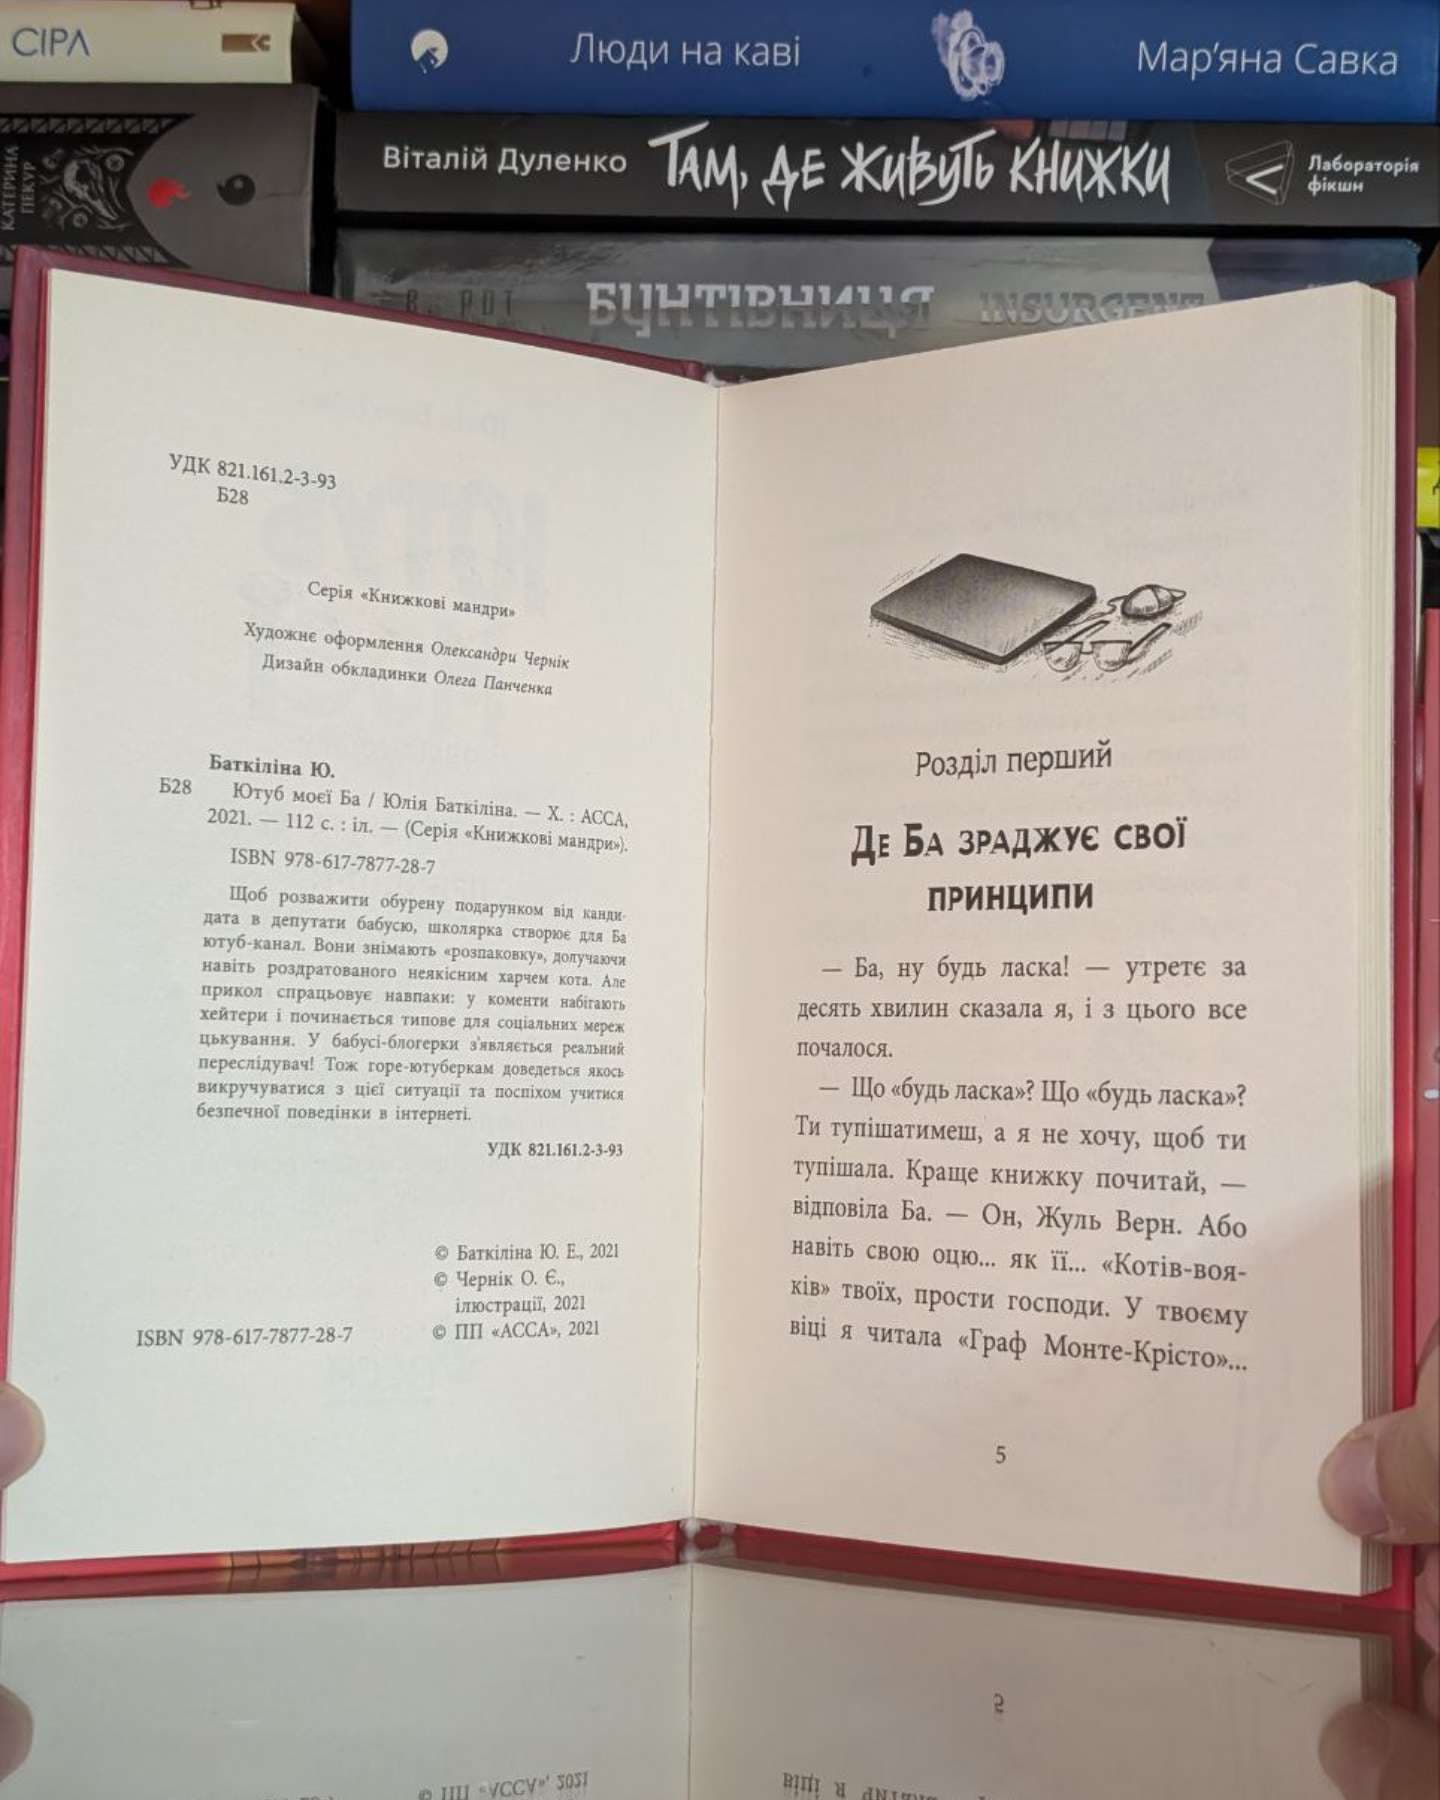 СІРА
Люди на каві
Мар'яна Савка
КАТЕРИНА
ПЕКУР
Віталій Дуленко
ТАМ, ДЕ ЖИВУТЬ КНИЖКИ
Лабораторія
фікшн
БУНТІВНИЦЯ
INSURGENT
УДК 821.161.2-3-93
Б28
Серія «Книжкові мандри»
Художнє оформлення Олександри Чернік
Дизайн обкладинки Олега Панченка
Баткіліна Ю.
Б28 Ютуб моєї Ба / Юлія Баткіліна. — Х. : АССА,
2021. — 112 с. : іл. — (Серія «Книжкові мандри»).
ISBN 978-617-7877-28-7
Щоб розважити обурену подарунком від канди-
дата в депутати бабусю, школярка створює для Ба
ютуб-канал. Вони знімають «розпаковку», долучаючи
навіть роздратованого неякісним харчем кота. Але
прикол спрацьовує навпаки: у коменти набігають
хейтери і починається типове для соціальних мереж
цькування. У бабусі-блогерки з'являється реальний
переслідувач! Тож горе-ютуберкам доведеться якось
викручуватися з цієї ситуації та поспіхом учитися
безпечної поведінки в інтернеті.
УДК 821.161.2-3-93
© Баткіліна Ю. Е., 2021
© Чернік О. Є.,
ілюстрації, 2021
ISBN 978-617-7877-28-7 © ПП «АССА», 2021
Розділ перший
Де Ба зраджує свої
принципи
— Ба, ну будь ласка! — утретє за
десять хвилин сказала я, і з цього все
почалося.
— Що «будь ласка»? Що «будь ласка»?
Ти тупішатимеш, а я не хочу, щоб ти
тупішала. Краще книжку почитай, —
відповіла Ба. — Он, Жуль Верн. Або
навіть свою оцю... як її... «Котів-воя-
ків» твоїх, прости господи. У твоєму
віці я читала «Граф Монте-Крісто»...
5